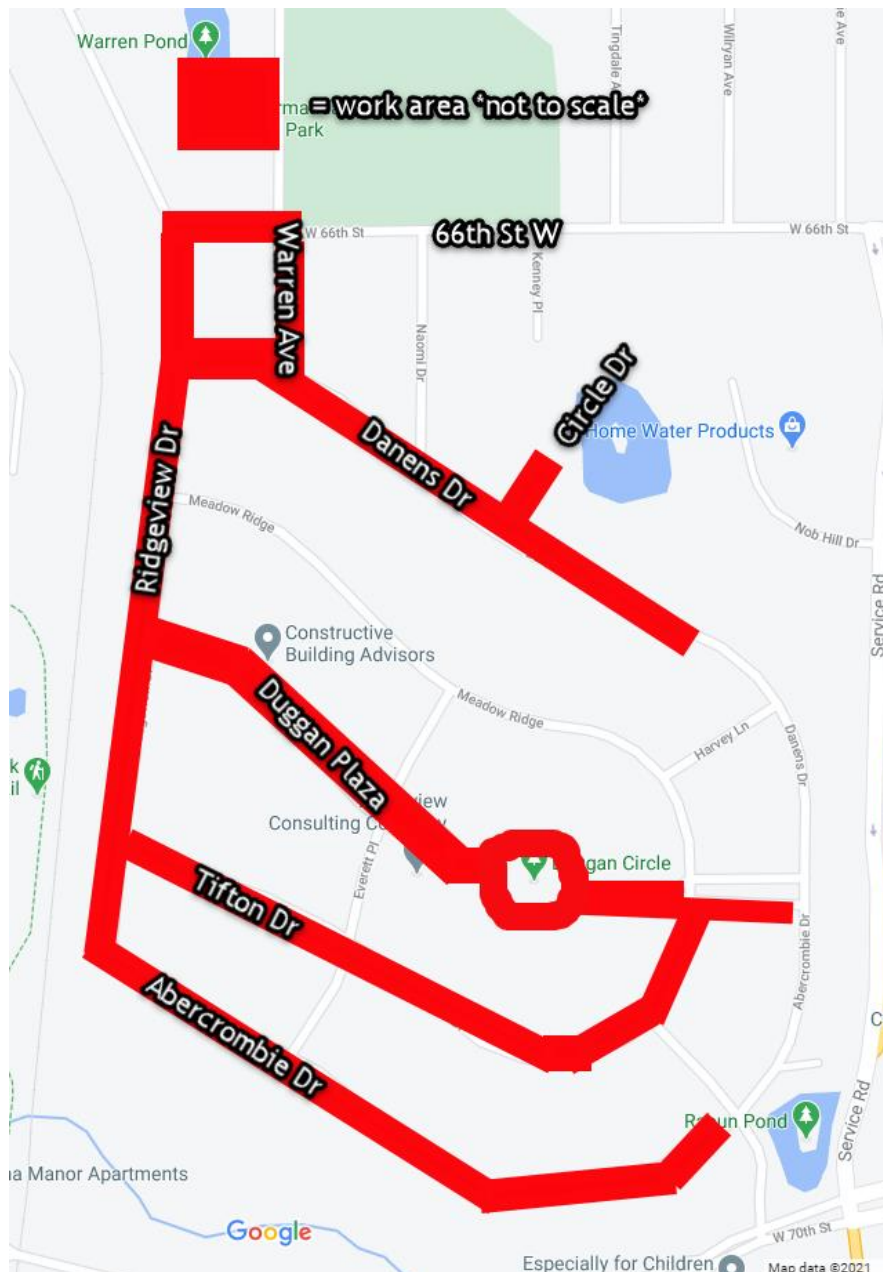 Warren Pond
= work area *not to scale*
Park
Tingdale A
Wilryan Ave
e Ave
W 66th St
66th St W
W 66th St
Warren Ave
Kenney Pl
Naomi Dr
Circle Dr
Home Water Products
Danens Dr
Ridgeview Dr
Meadow Ridge
Nob Hill Dr
Service Rd
Constructive
Building Advisors
Meadow Ridge
Duggan Plaza
Harvey Ln
Danens Dr
Consulting Co
Everett Pl
Circle
Tifton Dr
Abercrombie Dr
Abercrombie Dr
Pond
Service Rd
a Manor Apartments
Google
W 70th St
Especially for Children
Map data ©2021